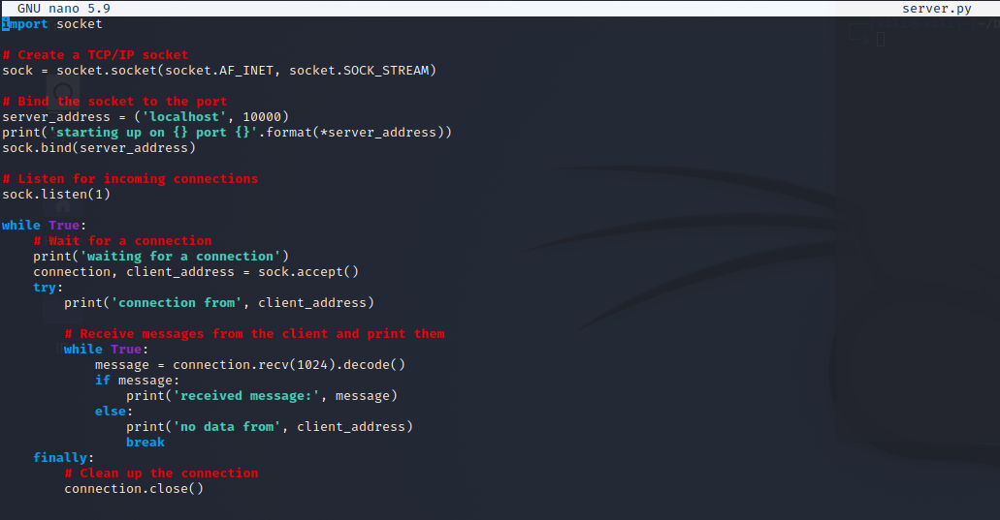 GNU nano 5.9 server.py
import socket
# Create a TCP/IP socket
sock = socket.socket(socket.AF_INET, socket.SOCK_STREAM)
# Bind the socket to the port
server_address = ('localhost', 10000)
print('starting up on {} port {}'.format(*server_address))
sock.bind(server_address)
# Listen for incoming connections
sock.listen(1)
while True:
    # Wait for a connection
    print('waiting for a connection')
    connection, client_address = sock.accept()
    try:
        print('connection from', client_address)
        # Receive messages from the client and print them
        while True:
            message = connection.recv(1024).decode()
            if message:
                print('received message:', message)
            else:
                print('no data from', client_address)
                break
    finally:
        # Clean up the connection
        connection.close()